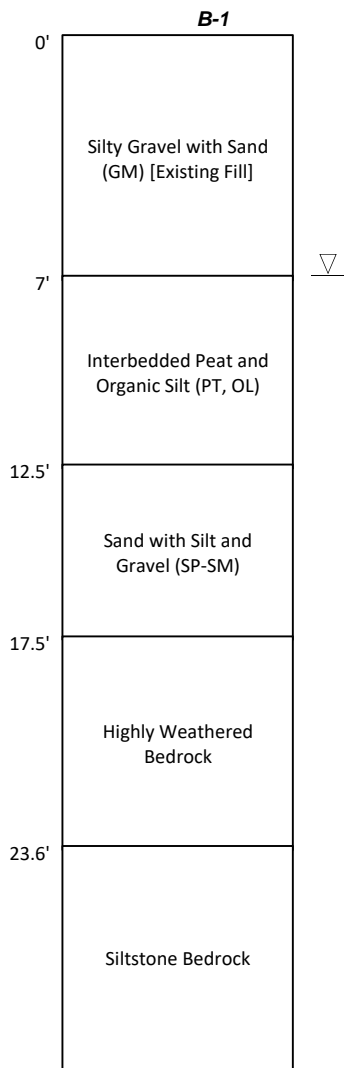 B-1
0'
Silty Gravel with Sand
(GM) [Existing Fill]
7'
Interbedded Peat and
Organic Silt (PT, OL)
12.5'
Sand with Silt and
Gravel (SP-SM)
17.5'
Highly Weathered
Bedrock
23.6'
Siltstone Bedrock